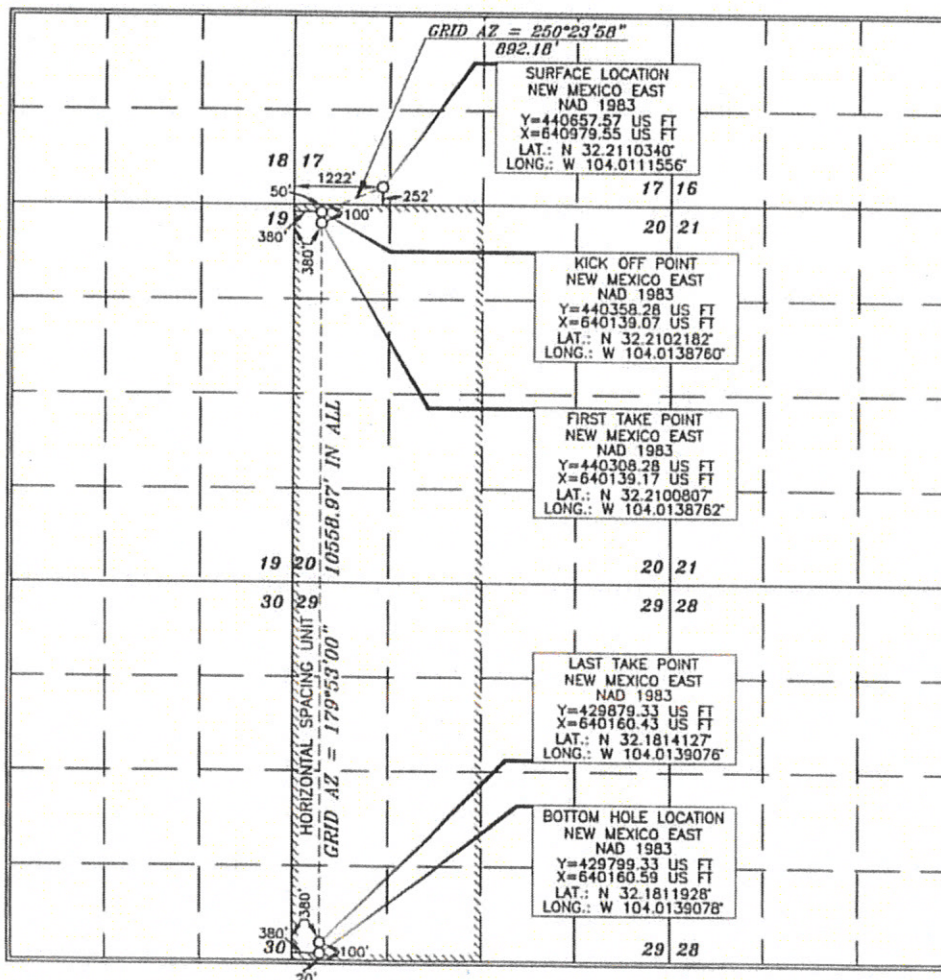 GRID AZ = 250°23'58"
892.18'
SURFACE LOCATION
NEW MEXICO EAST
NAD 1983
Y=440657.57 US FT
X=640979.55 US FT
LAT.: N 32.2110340°
LONG.: W 104.0111556°
18 17
1222'
50'
252'
17 16
19
100'
380'
380'
20 21
KICK OFF POINT
NEW MEXICO EAST
NAD 1983
Y=440358.28 US FT
X=640139.07 US FT
LAT.: N 32.2102182°
LONG.: W 104.0138760°
FIRST TAKE POINT
NEW MEXICO EAST
NAD 1983
Y=440308.28 US FT
X=640139.17 US FT
LAT.: N 32.2100807°
LONG.: W 104.0138762°
10558.97' IN ALL
19 20
20 21
30 29
29 28
HORIZONTAL SPACING UNIT
GRID AZ = 179°53'00"
LAST TAKE POINT
NEW MEXICO EAST
NAD 1983
Y=429879.33 US FT
X=640160.43 US FT
LAT.: N 32.1814127°
LONG.: W 104.0139076°
BOTTOM HOLE LOCATION
NEW MEXICO EAST
NAD 1983
Y=429799.33 US FT
X=640160.59 US FT
LAT.: N 32.1811928°
LONG.: W 104.0139078°
380'
380'
30
100'
29 28
20'